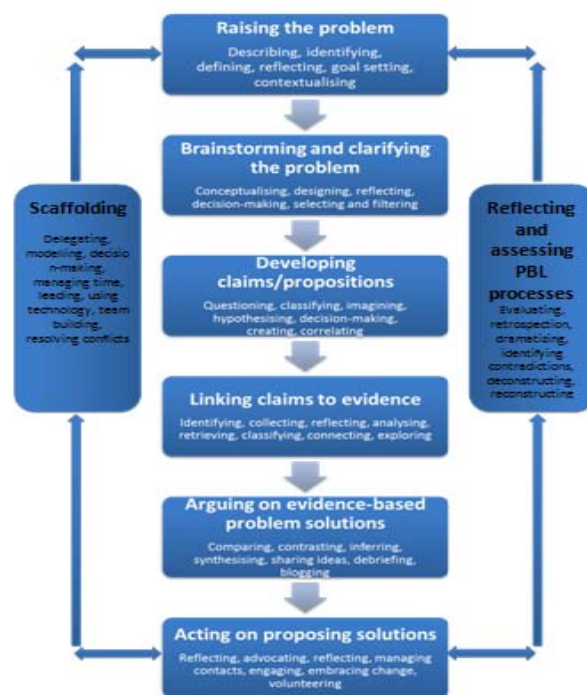 Raising the problem
Describing, identifying,
defining, reflecting, goal setting,
contextualising
Brainstorming and clarifying
the problem
Conceptualising, designing, reflecting,
decision-making, selecting and filtering
Scaffolding
Delegating,
modelling, decisio
n-making,
managing time,
leading, using
technology, team
building,
resolving conflicts
Developing
claims/propositions
Questioning, classifying, imagining,
hypothesising, decision-making,
creating, correlating
Reflecting
and
assessing
PBL
processes
Evaluating,
retrospection,
dramatizing,
identifying
contradictions,
deconstructing,
reconstructing
Linking claims to evidence
Identifying, collecting, reflecting, analysing,
retrieving, classifying, connecting, exploring
Arguing on evidence-based
problem solutions
Comparing, contrasting, inferring,
synthesising, sharing ideas, debriefing,
blogging
Acting on proposing solutions
Reflecting, advocating, reflecting, managing
contacts, engaging, embracing change,
volunteering